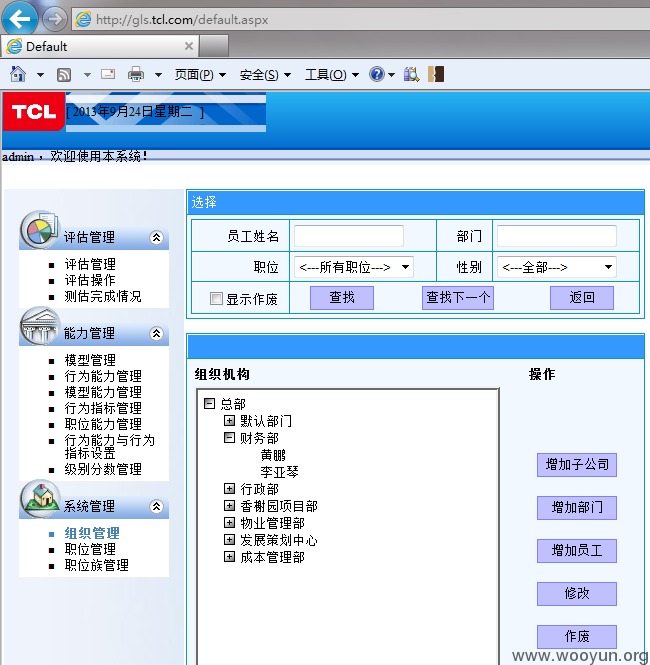 http://gls.tcl.com/default.aspx
Default
页面(P) 安全(S) 工具(O)
TCL [ 2013年9月24日星期二 ]
admin , 欢迎使用本系统!
评估管理
评估管理
评估操作
测估完成情况
能力管理
模型管理
行为能力管理
模型能力管理
行为指标管理
职位能力管理
行为能力与行为
指标设置
级别分数管理
系统管理
组织管理
职位管理
职位族管理
选择
员工姓名 部门
职位 <---所有职位---> 性别 <---全部--->
显示作废 查找 查找下一个 返回
组织机构 操作
总部
默认部门
财务部
黄鹏
李亚琴
行政部
香榭园项目部
物业管理部
发展策划中心
成本管理部
增加子公司
增加部门
增加员工
修改
作废
www.wooyun.org